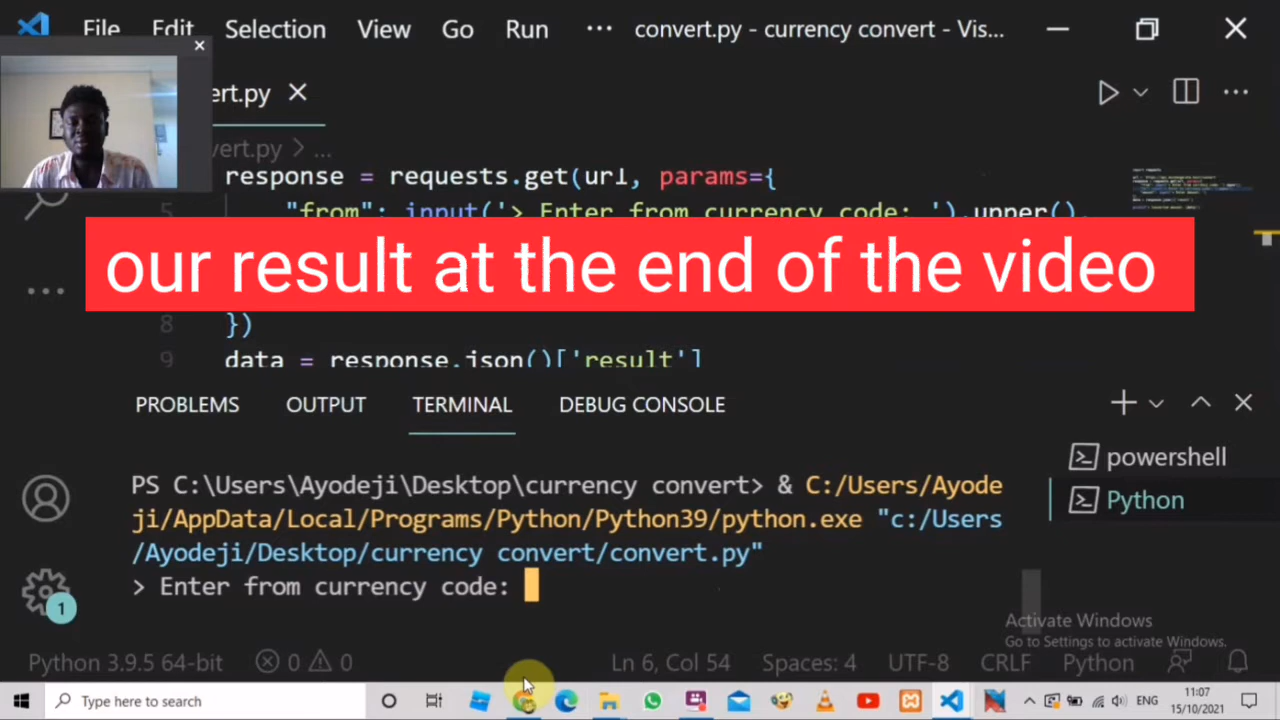 File Edit Selection View Go Run ··· convert.py - currency convert - Vis...
ert.py
vert.py > ...
response = requests.get(url, params={
5 "from": input('> Enter from currency code: ').upper(),
our result at the end of the video
8 })
9 data = response.json()['result']
PROBLEMS OUTPUT TERMINAL DEBUG CONSOLE
powershell
Python
PS C:\Users\Ayodeji\Desktop\currency convert> & C:/Users/Ayode
ji/AppData/Local/Programs/Python/Python39/python.exe "c:/Users
/Ayodeji/Desktop/currency convert/convert.py"
> Enter from currency code:
1
Activate Windows
Go to Settings to activate Windows.
Python 3.9.5 64-bit 0 0 Ln 6, Col 54 Spaces: 4 UTF-8 CRLF Python
Type here to search
ENG
11:07
15/10/2021